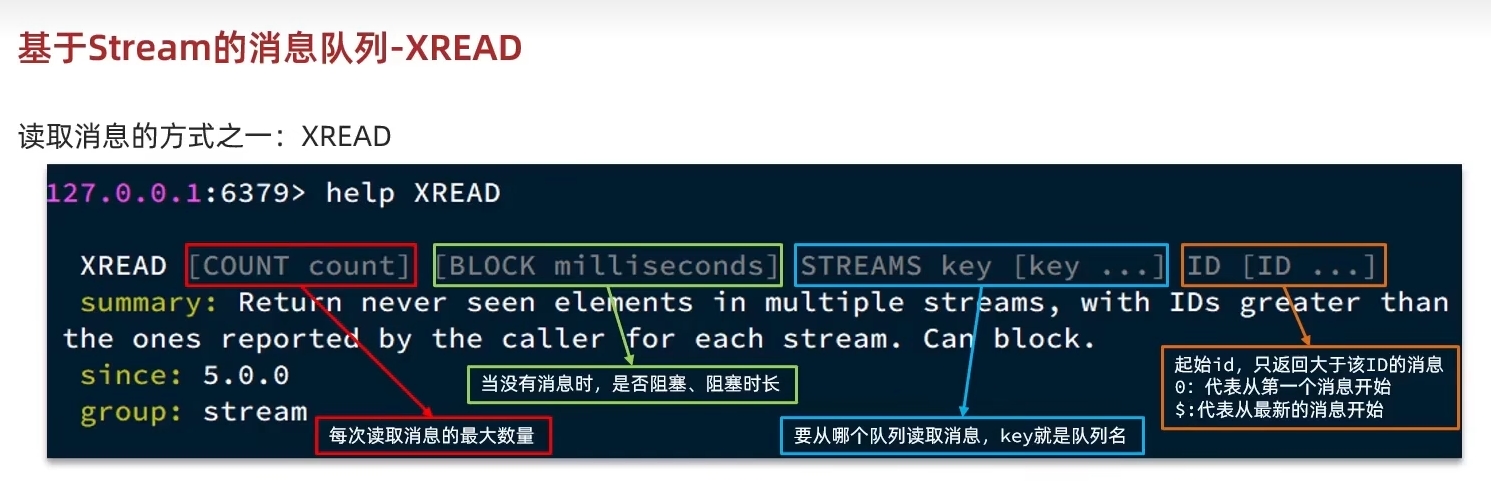 基于Stream的消息队列-XREAD
读取消息的方式之一：XREAD
127.0.0.1:6379> help XREAD
XREAD [COUNT count] [BLOCK milliseconds] STREAMS key [key ...] ID [ID ...]
summary: Return never seen elements in multiple streams, with IDs greater than
the ones reported by the caller for each stream. Can block.
since: 5.0.0
group: stream
当没有消息时，是否阻塞、阻塞时长
起始id，只返回大于该ID的消息
0：代表从第一个消息开始
$:代表从最新的消息开始
每次读取消息的最大数量
要从哪个队列读取消息，key就是队列名